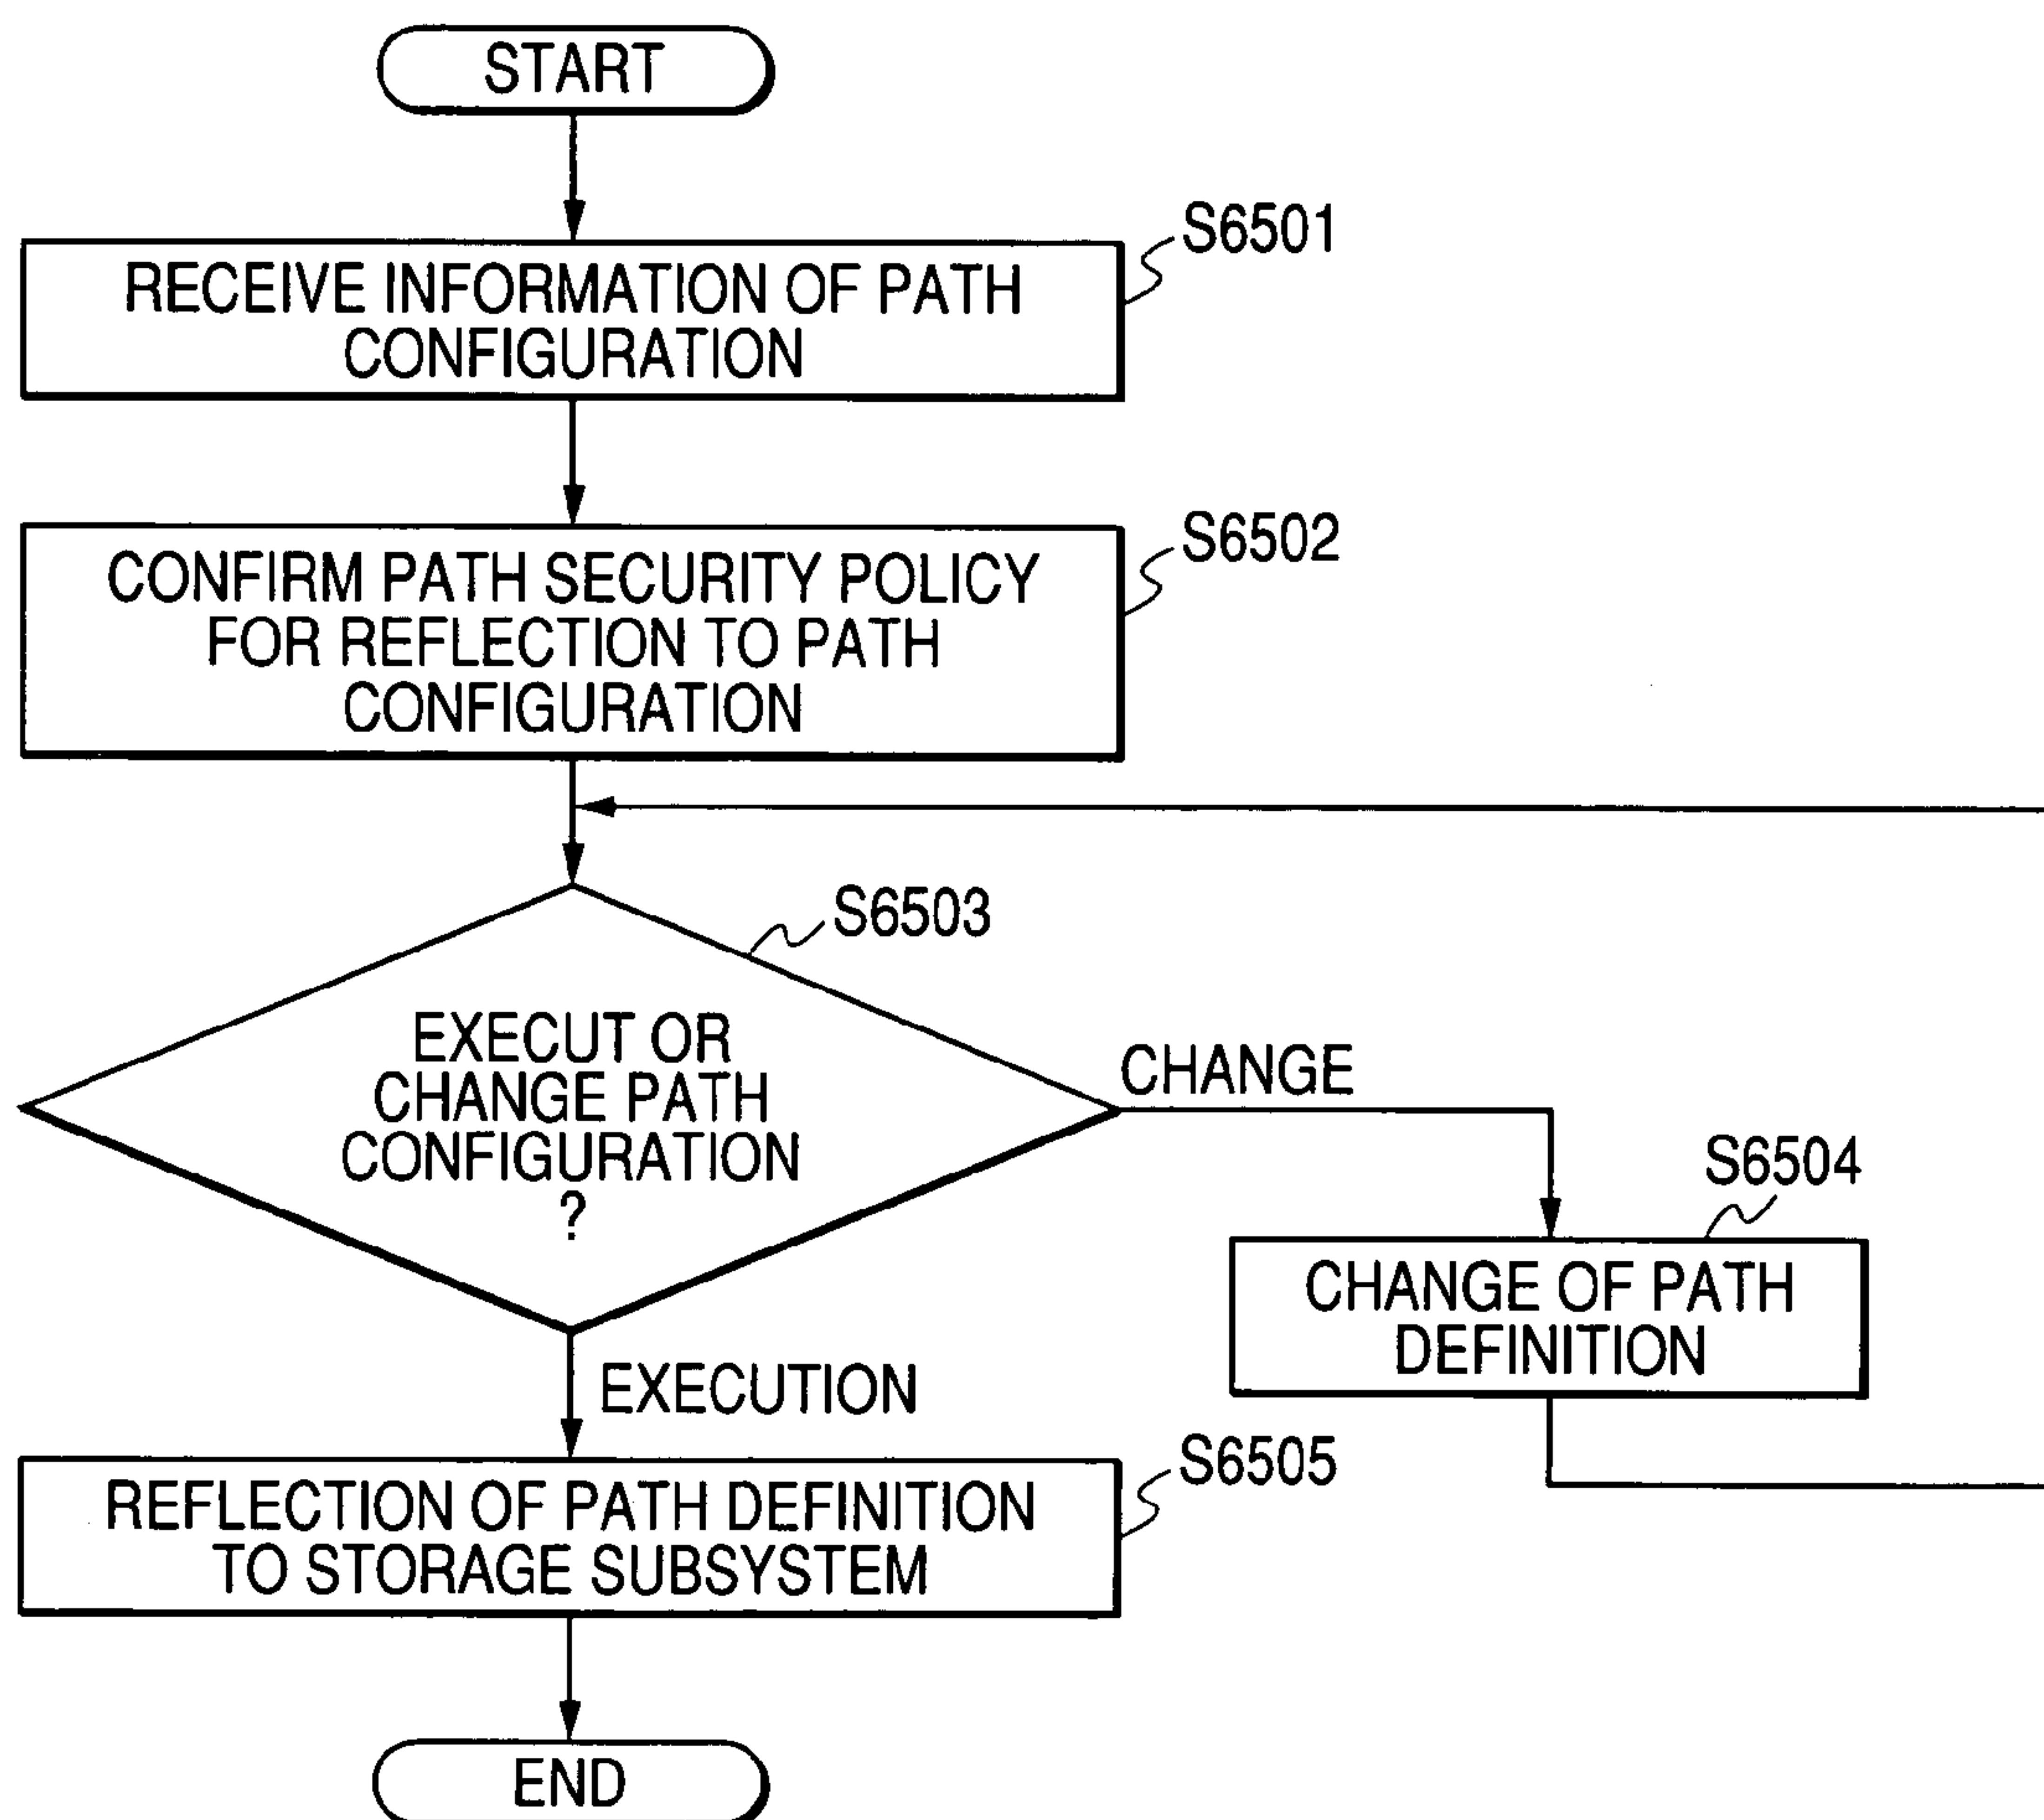 START
S6501
RECEIVE INFORMATION OF PATH
CONFIGURATION
S6502
CONFIRM PATH SECURITY POLICY
FOR REFLECTION TO PATH
CONFIGURATION
S6503
EXECUT OR
CHANGE PATH
CONFIGURATION
?
CHANGE
S6504
CHANGE OF PATH
DEFINITION
EXECUTION
S6505
REFLECTION OF PATH DEFINITION
TO STORAGE SUBSYSTEM
END